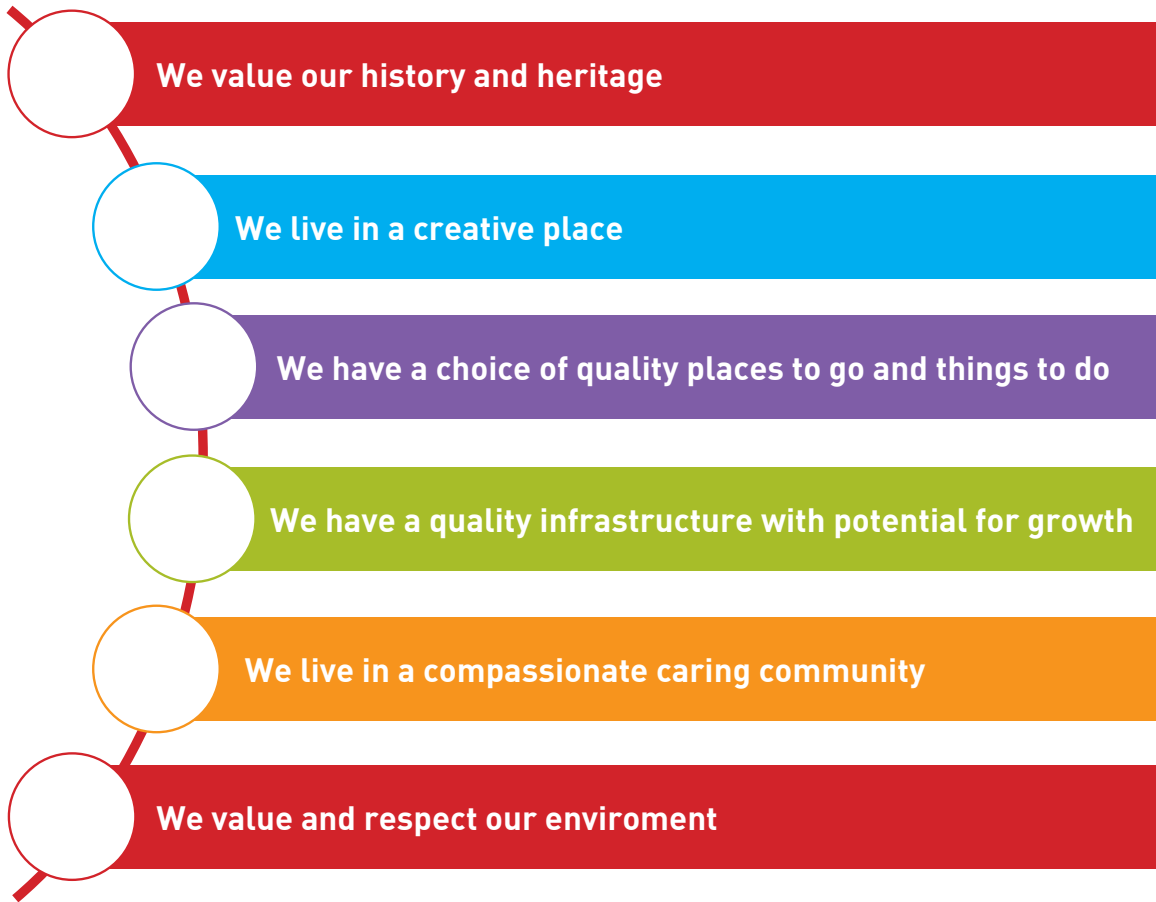 We value our history and heritage
We live in a creative place
We have a choice of quality places to go and things to do
We have a quality infrastructure with potential for growth
We live in a compassionate caring community
We value and respect our enviroment